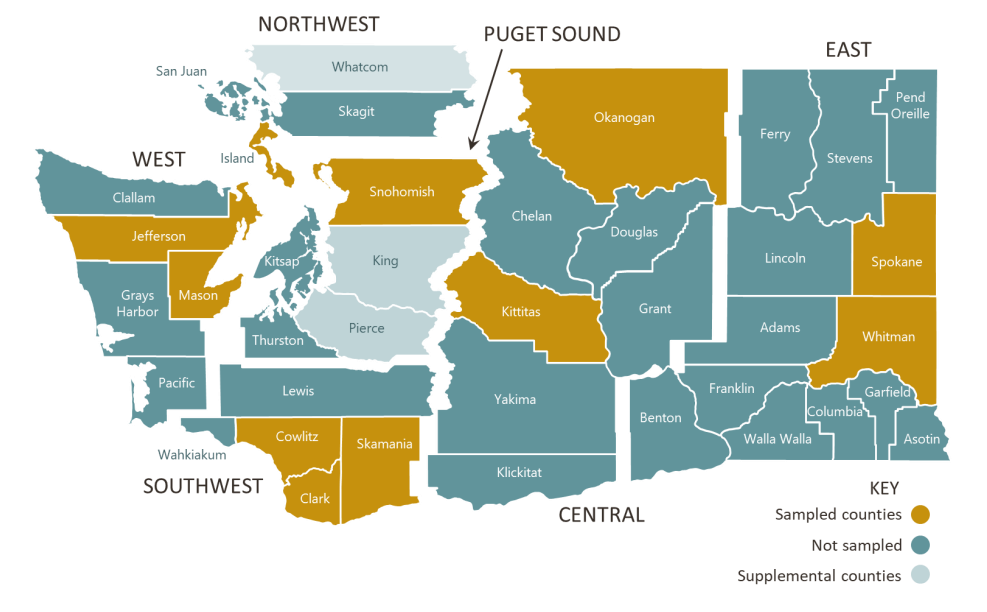 NORTHWEST
PUGET SOUND
EAST
San Juan
Whatcom
Skagit
Okanogan
Pend
Oreille
Ferry
Stevens
WEST
Island
Snohomish
Clallam
Chelan
Jefferson
Douglas
Kitsap
King
Lincoln
Spokane
Grays
Harbor
Mason
Kittitas
Grant
Pierce
Adams
Whitman
Thurston
Pacific
Lewis
Yakima
Franklin
Garfield
Benton
Columbia
Walla Walla
Asotin
Cowlitz
Skamania
Wahkiakum
Klickitat
SOUTHWEST
Clark
CENTRAL
KEY
Sampled counties
Not sampled
Supplemental counties